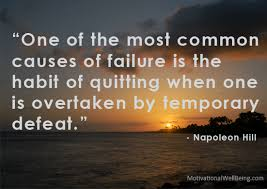 “One of the most common
causes of failure is the
habit of quitting when one
is overtaken by temporary
defeat.”
- Napoleon Hill
MotivationalWellBeing.com